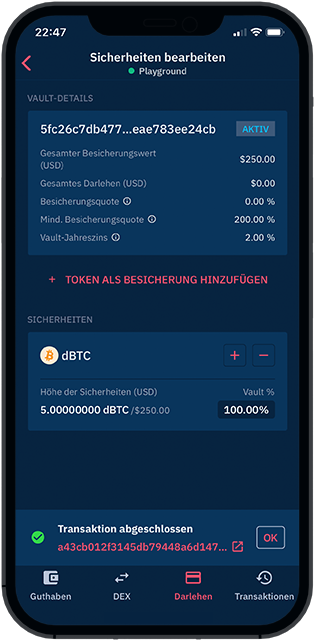 22:47
Sicherheiten bearbeiten
Playground
VAULT-DETAILS
5fc26c7db477...eae783ee24cb AKTIV
Gesamter Besicherungswert
(USD) $250.00
Gesamtes Darlehen (USD) $0.00
Besicherungsquote 0.00 %
Mind. Besicherungsquote 200.00 %
Vault-Jahreszins 2.00 %
+ TOKEN ALS BESICHERUNG HINZUFÜGEN
SICHERHEITEN
dBTC + −
Höhe der Sicherheiten (USD) Vault %
5.00000000 dBTC /$250.00 100.00%
Transaktion abgeschlossen
a43cb012f3145db79448a6d147... OK
Guthaben DEX Darlehen Transaktionen